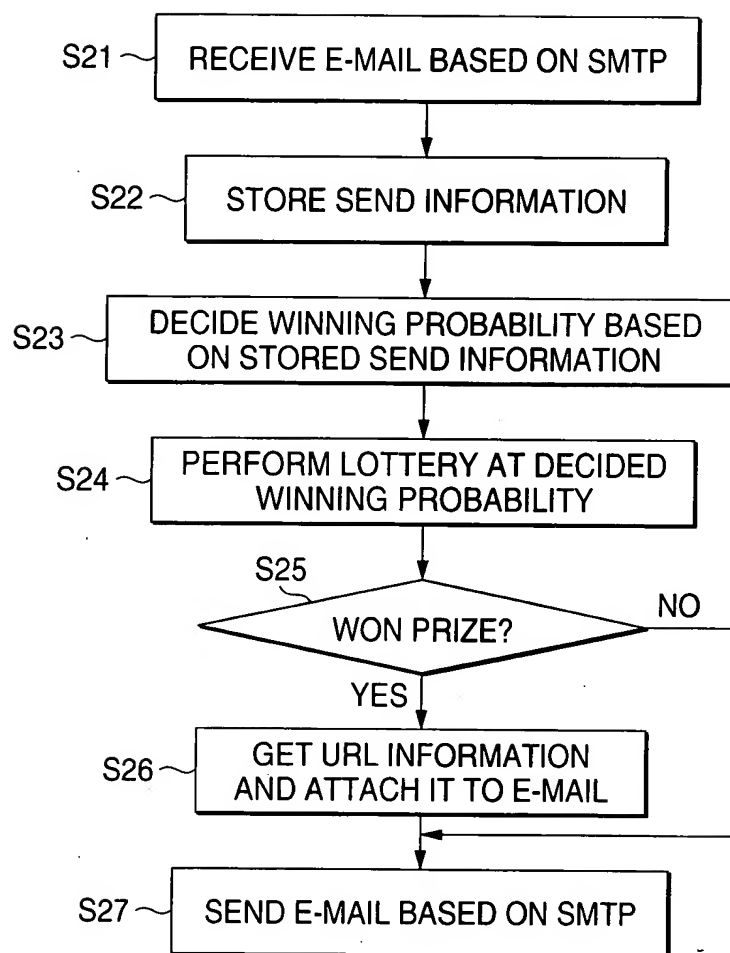 S21
RECEIVE E-MAIL BASED ON SMTP
S22
STORE SEND INFORMATION
S23
DECIDE WINNING PROBABILITY BASED
ON STORED SEND INFORMATION
S24
PERFORM LOTTERY AT DECIDED
WINNING PROBABILITY
S25
WON PRIZE?
NO
YES
S26
GET URL INFORMATION
AND ATTACH IT TO E-MAIL
S27
SEND E-MAIL BASED ON SMTP